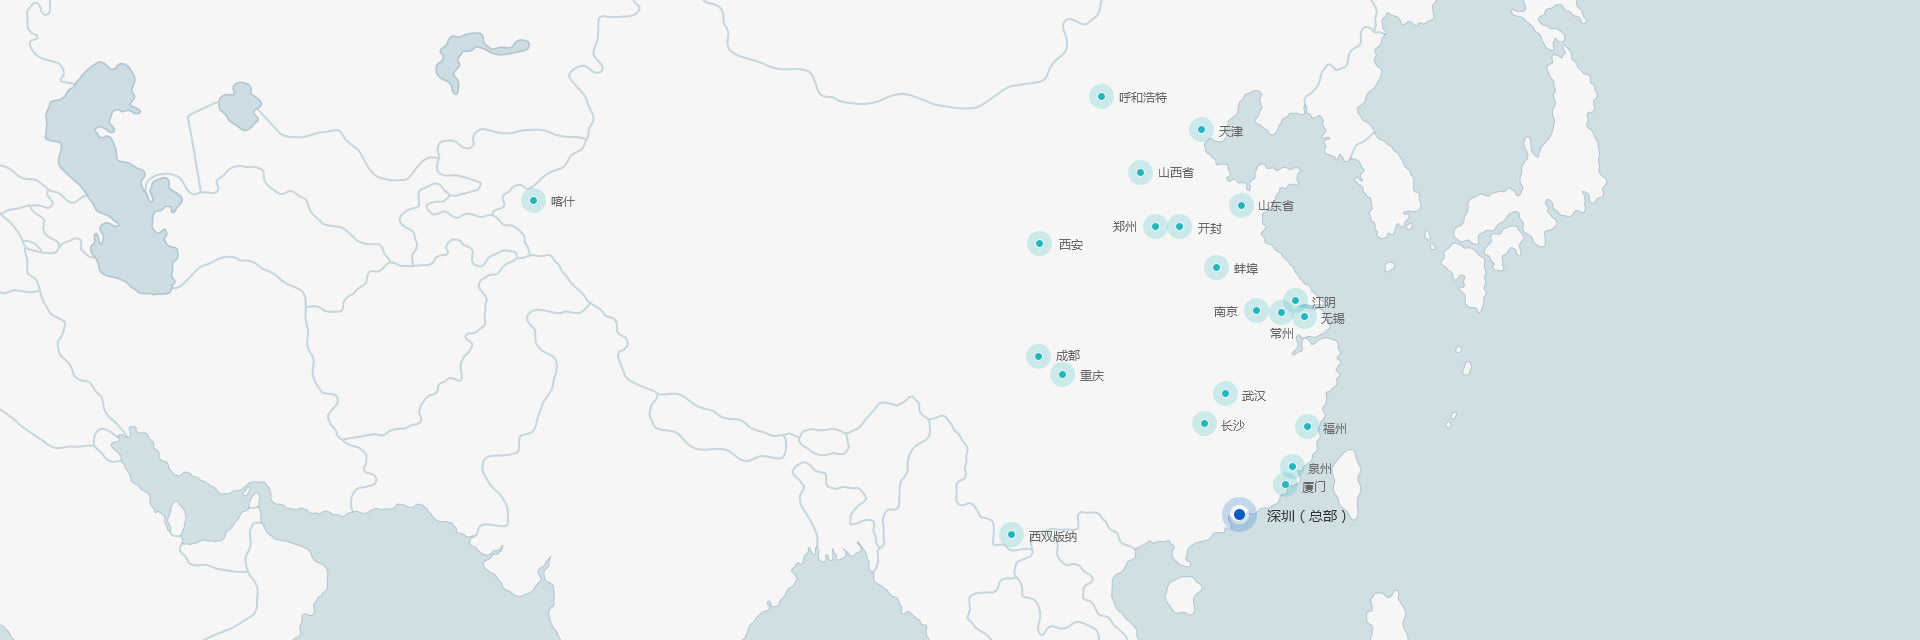 呼和浩特
天津
山西省
喀什
山东省
郑州
开封
西安
蚌埠
江阴
南京
无锡
常州
成都
重庆
武汉
长沙
福州
泉州
厦门
深圳（总部）
西双版纳